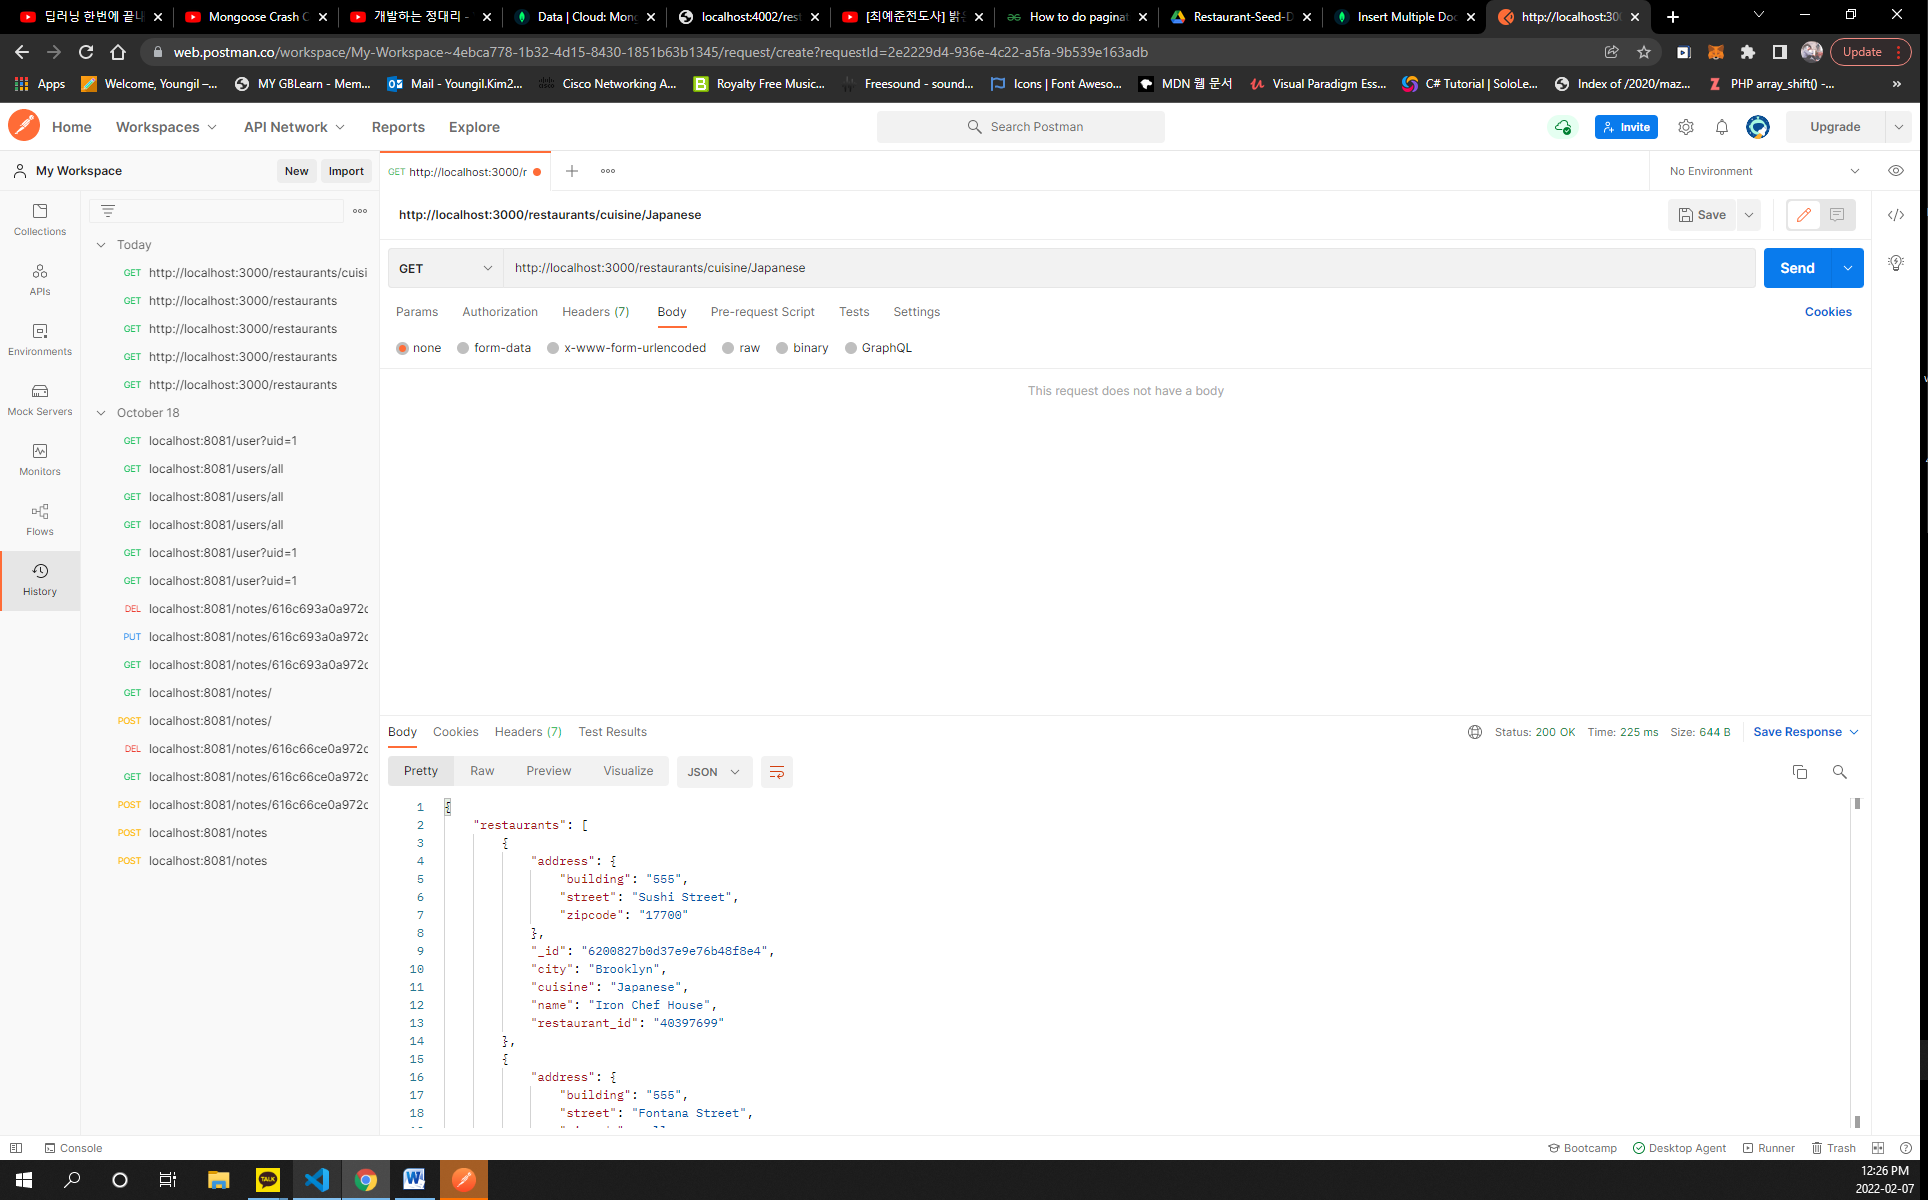 딥러닝 한번에 끝내
Mongoose Crash C
개발하는 정대리 -
Data | Cloud: Mong
localhost:4002/rest
[최예준전도사] 밝은
How to do paginat
Restaurant-Seed-D
Insert Multiple Doc
http://localhost:300
web.postman.co/workspace/My-Workspace~4ebca778-1b32-4d15-8430-1851b63b1345/request/create?requestId=2e2229d4-936e-4c22-a5fa-9b539e163adb
Update
Apps
Welcome, Youngil –...
MY GBLearn - Mem...
Mail - Youngil.Kim2...
Cisco Networking A...
Royalty Free Music...
Freesound - sound...
Icons | Font Aweso...
MDN 웹 문서
Visual Paradigm Ess...
C# Tutorial | SoloLe...
Index of /2020/maz...
PHP array_shift() -...
»
Home
Workspaces
API Network
Reports
Explore
Search Postman
Invite
Upgrade
My Workspace
New
Import
GET http://localhost:3000/r
No Environment
Collections
APIs
Environments
Mock Servers
Monitors
Flows
History
Today
GET http://localhost:3000/restaurants/cuisi
GET http://localhost:3000/restaurants
GET http://localhost:3000/restaurants
GET http://localhost:3000/restaurants
GET http://localhost:3000/restaurants
October 18
GET localhost:8081/user?uid=1
GET localhost:8081/users/all
GET localhost:8081/users/all
GET localhost:8081/users/all
GET localhost:8081/user?uid=1
GET localhost:8081/user?uid=1
DEL localhost:8081/notes/616c693a0a972c
PUT localhost:8081/notes/616c693a0a972c
GET localhost:8081/notes/616c693a0a972c
GET localhost:8081/notes/
POST localhost:8081/notes/
DEL localhost:8081/notes/616c66ce0a972c
GET localhost:8081/notes/616c66ce0a972c
POST localhost:8081/notes/616c66ce0a972c
POST localhost:8081/notes
POST localhost:8081/notes
http://localhost:3000/restaurants/cuisine/Japanese
Save
GET
http://localhost:3000/restaurants/cuisine/Japanese
Send
Params
Authorization
Headers (7)
Body
Pre-request Script
Tests
Settings
Cookies
none
form-data
x-www-form-urlencoded
raw
binary
GraphQL
This request does not have a body
Body
Cookies
Headers (7)
Test Results
Status: 200 OK
Time: 225 ms
Size: 644 B
Save Response
Pretty
Raw
Preview
Visualize
JSON
1 {
2 "restaurants": [
3 {
4 "address": {
5 "building": "555",
6 "street": "Sushi Street",
7 "zipcode": "17700"
8 },
9 "_id": "6200827b0d37e9e76b48f8e4",
10 "city": "Brooklyn",
11 "cuisine": "Japanese",
12 "name": "Iron Chef House",
13 "restaurant_id": "40397699"
14 },
15 {
16 "address": {
17 "building": "555",
18 "street": "Fontana Street",
Console
Bootcamp
Desktop Agent
Runner
Trash
TALK
12:26 PM
2022-02-07